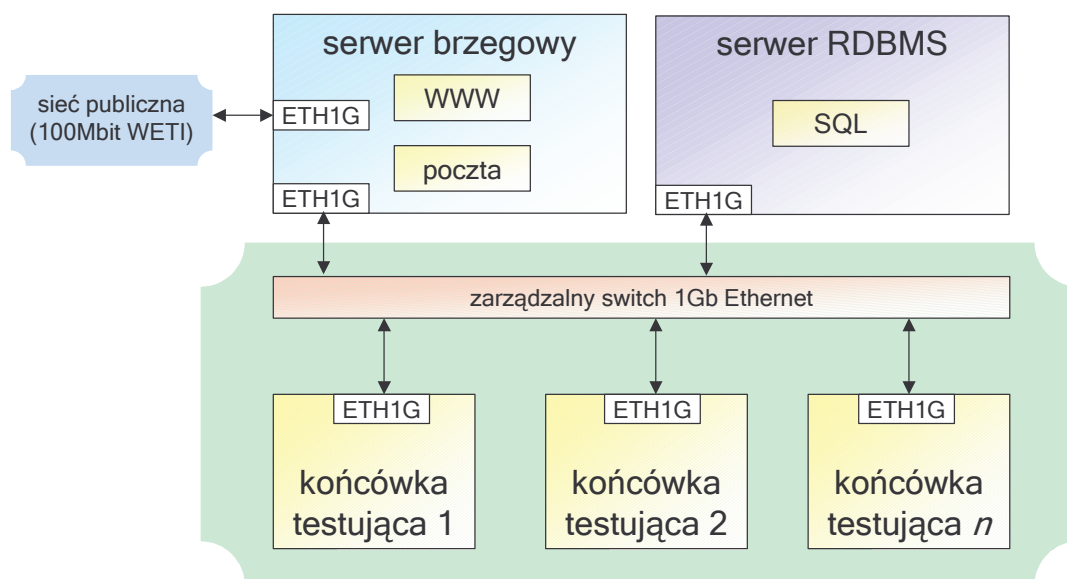 serwer brzegowy
serwer RDBMS
sieć publiczna
(100Mbit WETI)
ETH1G
WWW
SQL
poczta
ETH1G
ETH1G
zarządzalny switch 1Gb Ethernet
ETH1G
ETH1G
ETH1G
końcówka
testująca 1
końcówka
testująca 2
końcówka
testująca n